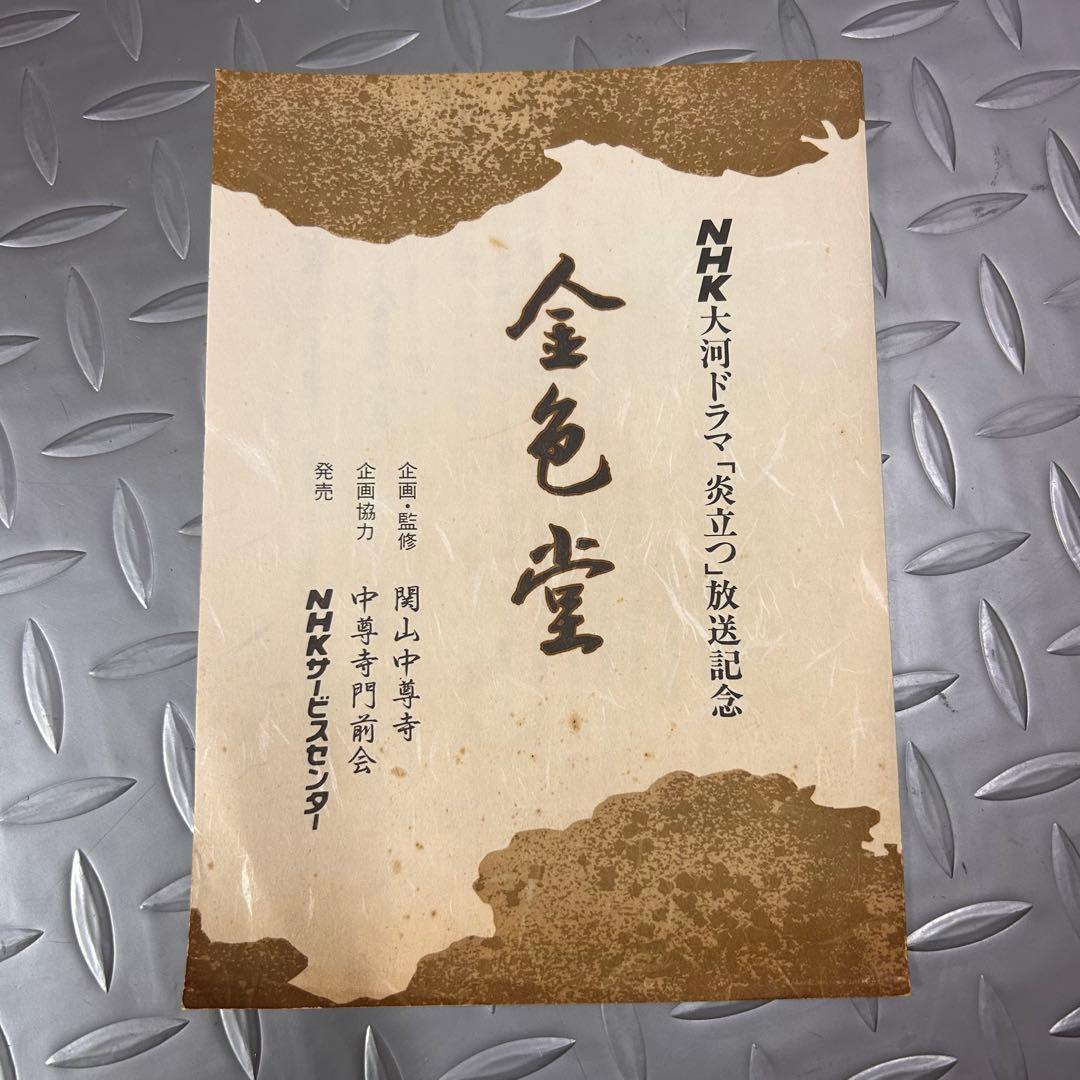 NHK大河ドラマ「炎立つ」放送記念
金色堂
企画・監修 関山中尊寺
企画協力 中尊寺門前会
発売 NHKサービスセンター